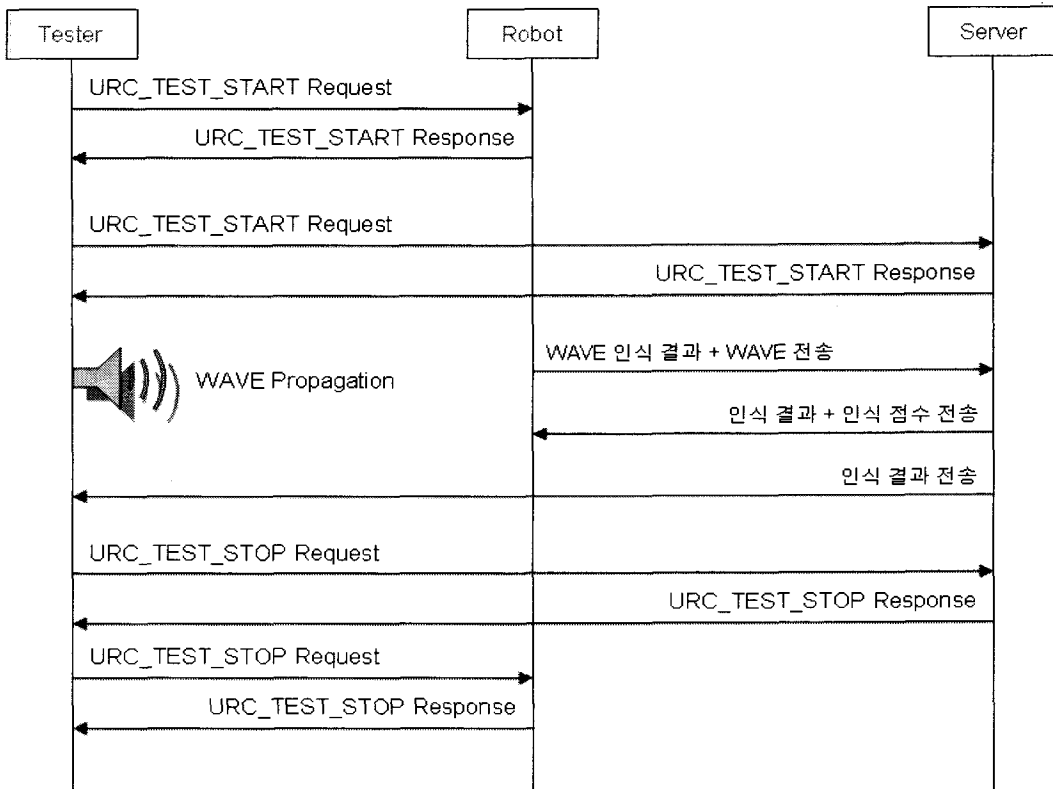 Tester
Robot
Server
URC_TEST_START Request
URC_TEST_START Response
URC_TEST_START Request
URC_TEST_START Response
WAVE 인식 결과 + WAVE 전송
WAVE Propagation
인식 결과 + 인식 점수 전송
인식 결과 전송
URC_TEST_STOP Request
URC_TEST_STOP Response
URC_TEST_STOP Request
URC_TEST_STOP Response